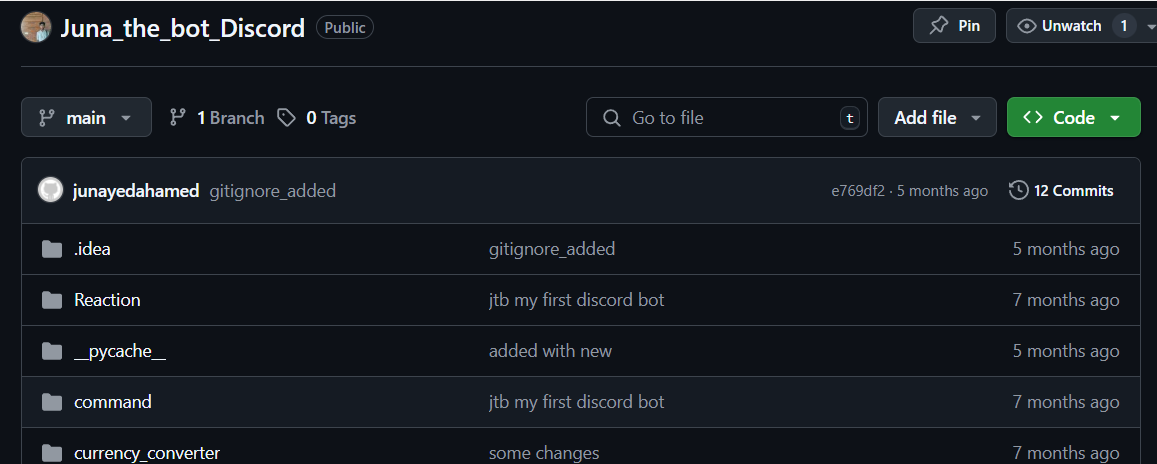 Juna_the_bot_Discord Public Pin Unwatch 1
main 1 Branch 0 Tags Go to file t Add file Code
junayedahamed gitignore_added e769df2 · 5 months ago 12 Commits
.idea gitignore_added 5 months ago
Reaction jtb my first discord bot 7 months ago
__pycache__ added with new 5 months ago
command jtb my first discord bot 7 months ago
currency_converter some changes 7 months ago